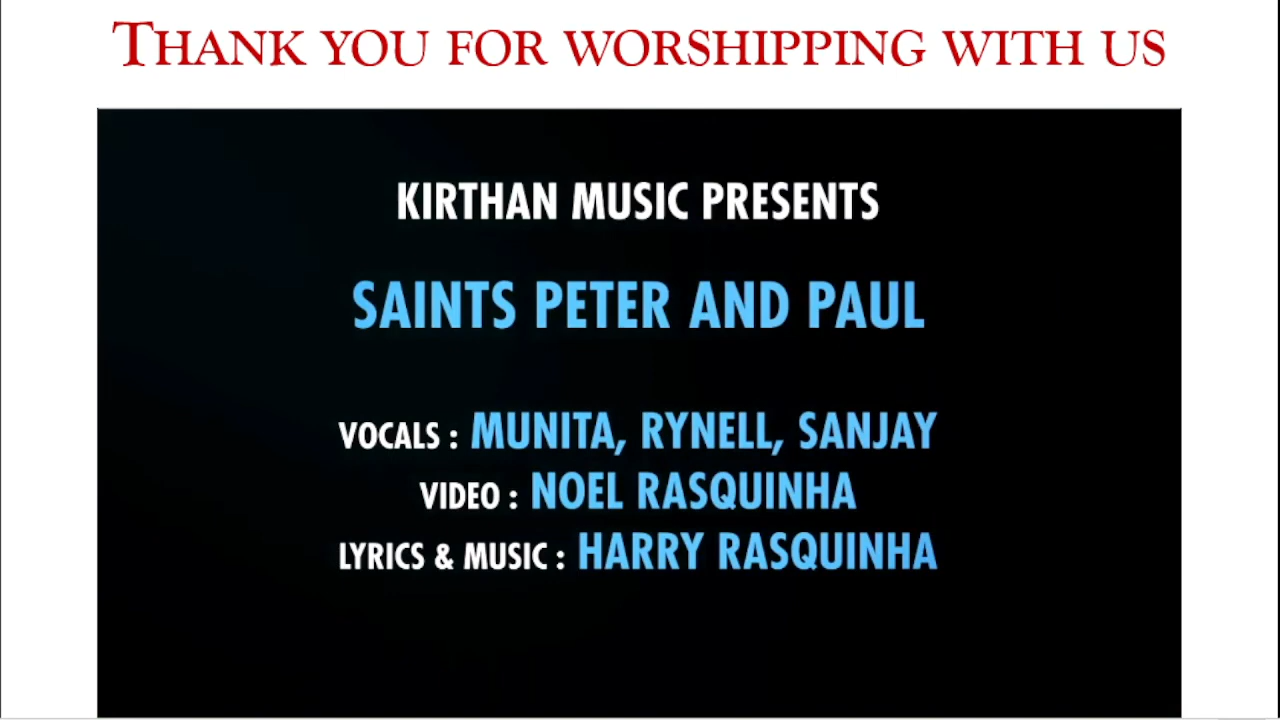 THANK YOU FOR WORSHIPPING WITH US
KIRTHAN MUSIC PRESENTS
SAINTS PETER AND PAUL
VOCALS : MUNITA, RYNELL, SANJAY
VIDEO : NOEL RASQUINHA
LYRICS & MUSIC : HARRY RASQUINHA